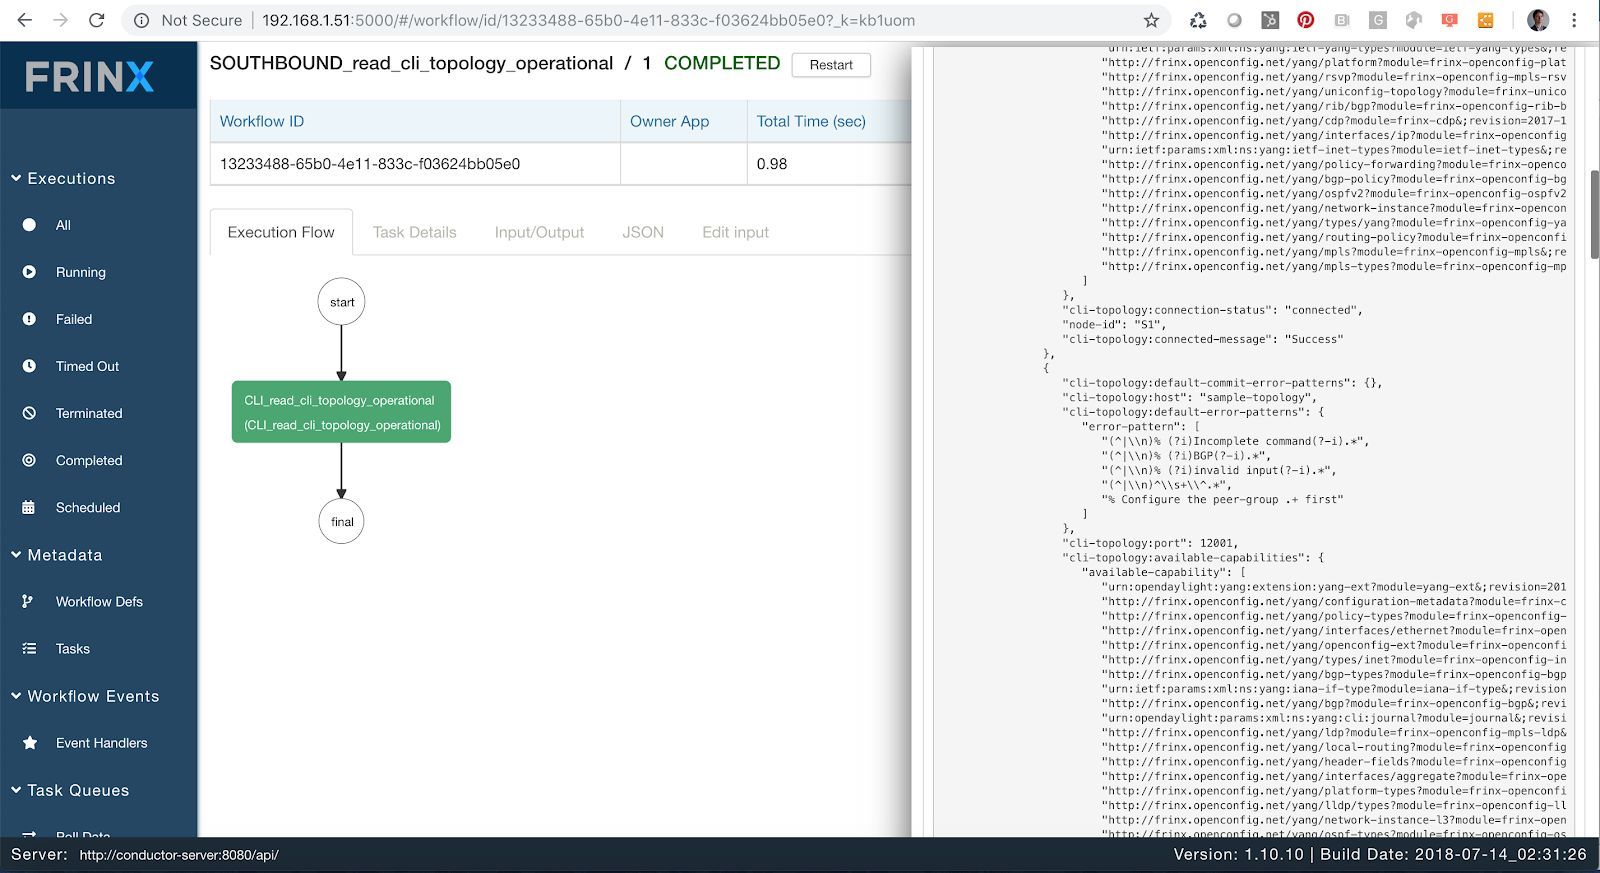 Not Secure
192.168.1.51:5000/#/workflow/id/13233488-65b0-4e11-833c-f03624bb05e0?_k=kb1uom
FRINX
Executions
All
Running
Failed
Timed Out
Terminated
Completed
Scheduled
Metadata
Workflow Defs
Tasks
Workflow Events
Event Handlers
Task Queues
Poll Data
SOUTHBOUND_read_cli_topology_operational / 1 COMPLETED Restart
Workflow ID Owner App Total Time (sec)
13233488-65b0-4e11-833c-f03624bb05e0 0.98
Execution Flow Task Details Input/Output JSON Edit input
start
CLI_read_cli_topology_operational
(CLI_read_cli_topology_operational)
final
"urn:ietf:params:xml:ns:yang:ietf-yang-types?module=ietf-yang-types&;re
"http://frinx.openconfig.net/yang/platform?module=frinx-openconfig-plat
"http://frinx.openconfig.net/yang/rsvp?module=frinx-openconfig-mpls-rsv
"http://frinx.openconfig.net/yang/uniconfig-topology?module=frinx-unico
"http://frinx.openconfig.net/yang/rib/bgp?module=frinx-openconfig-rib-b
"http://frinx.openconfig.net/yang/cdp?module=frinx-cdp&;revision=2017-1
"http://frinx.openconfig.net/yang/interfaces/ip?module=frinx-openconfig
"urn:ietf:params:xml:ns:yang:ietf-inet-types?module=ietf-inet-types&;re
"http://frinx.openconfig.net/yang/policy-forwarding?module=frinx-openco
"http://frinx.openconfig.net/yang/bgp-policy?module=frinx-openconfig-bg
"http://frinx.openconfig.net/yang/ospfv2?module=frinx-openconfig-ospfv2
"http://frinx.openconfig.net/yang/network-instance?module=frinx-opencon
"http://frinx.openconfig.net/yang/types/yang?module=frinx-openconfig-ya
"http://frinx.openconfig.net/yang/routing-policy?module=frinx-openconfi
"http://frinx.openconfig.net/yang/mpls?module=frinx-openconfig-mpls&;re
"http://frinx.openconfig.net/yang/mpls-types?module=frinx-openconfig-mp
]
},
"cli-topology:connection-status": "connected",
"node-id": "S1",
"cli-topology:connected-message": "Success"
},
{
"cli-topology:default-commit-error-patterns": {},
"cli-topology:host": "sample-topology",
"cli-topology:default-error-patterns": {
"error-pattern": [
"(^|\\n)% (?i)Incomplete command(?-i).*",
"(^|\\n)% (?i)BGP(?-i).*",
"(^|\\n)% (?i)invalid input(?-i).*",
"(^|\\n)^\\s+\\^.*",
"% Configure the peer-group .+ first"
]
},
"cli-topology:port": 12001,
"cli-topology:available-capabilities": {
"available-capability": [
"urn:opendaylight:yang:extension:yang-ext?module=yang-ext&;revision=201
"http://frinx.openconfig.net/yang/configuration-metadata?module=frinx-c
"http://frinx.openconfig.net/yang/policy-types?module=frinx-openconfig-
"http://frinx.openconfig.net/yang/interfaces/ethernet?module=frinx-open
"http://frinx.openconfig.net/yang/openconfig-ext?module=frinx-openconfi
"http://frinx.openconfig.net/yang/types/inet?module=frinx-openconfig-in
"http://frinx.openconfig.net/yang/bgp-types?module=frinx-openconfig-bgp
"urn:ietf:params:xml:ns:yang:iana-if-type?module=iana-if-type&;revision
"http://frinx.openconfig.net/yang/bgp?module=frinx-openconfig-bgp&;revi
"urn:opendaylight:params:xml:ns:yang:cli:journal?module=journal&;revisi
"http://frinx.openconfig.net/yang/ldp?module=frinx-openconfig-mpls-ldp&
"http://frinx.openconfig.net/yang/local-routing?module=frinx-openconfig
"http://frinx.openconfig.net/yang/header-fields?module=frinx-openconfig
"http://frinx.openconfig.net/yang/interfaces/aggregate?module=frinx-ope
"http://frinx.openconfig.net/yang/platform-types?module=frinx-openconfi
"http://frinx.openconfig.net/yang/lldp/types?module=frinx-openconfig-ll
"http://frinx.openconfig.net/yang/network-instance-l3?module=frinx-open
"http://frinx.openconfig.net/yang/ospf-types?module=frinx-openconfig-os
Server: http://conductor-server:8080/api/
Version: 1.10.10 | Build Date: 2018-07-14_02:31:26